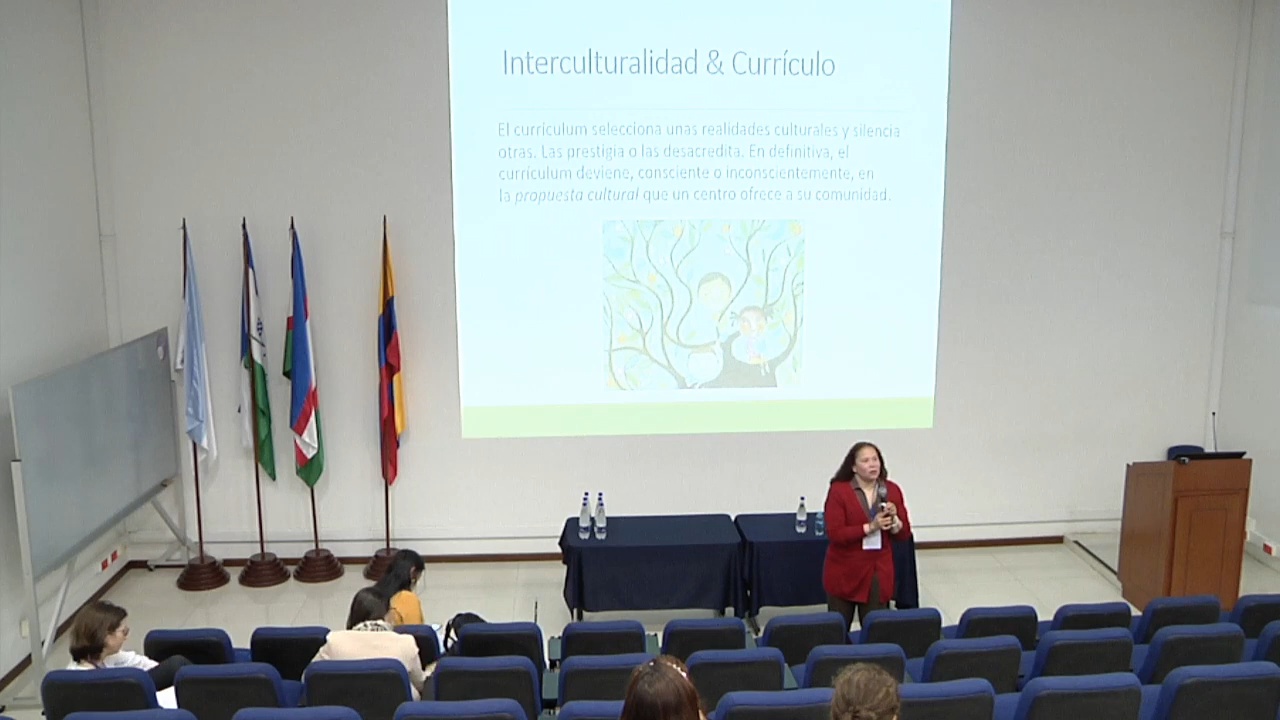 Interculturalidad & Currículo
El curriculum selecciona unas realidades culturales y silencia
otras. Las prestigia o las desacredita. En definitiva, el
currículum deviene, consciente o inconscientemente, en
la propuesta cultural que un centro ofrece a su comunidad.